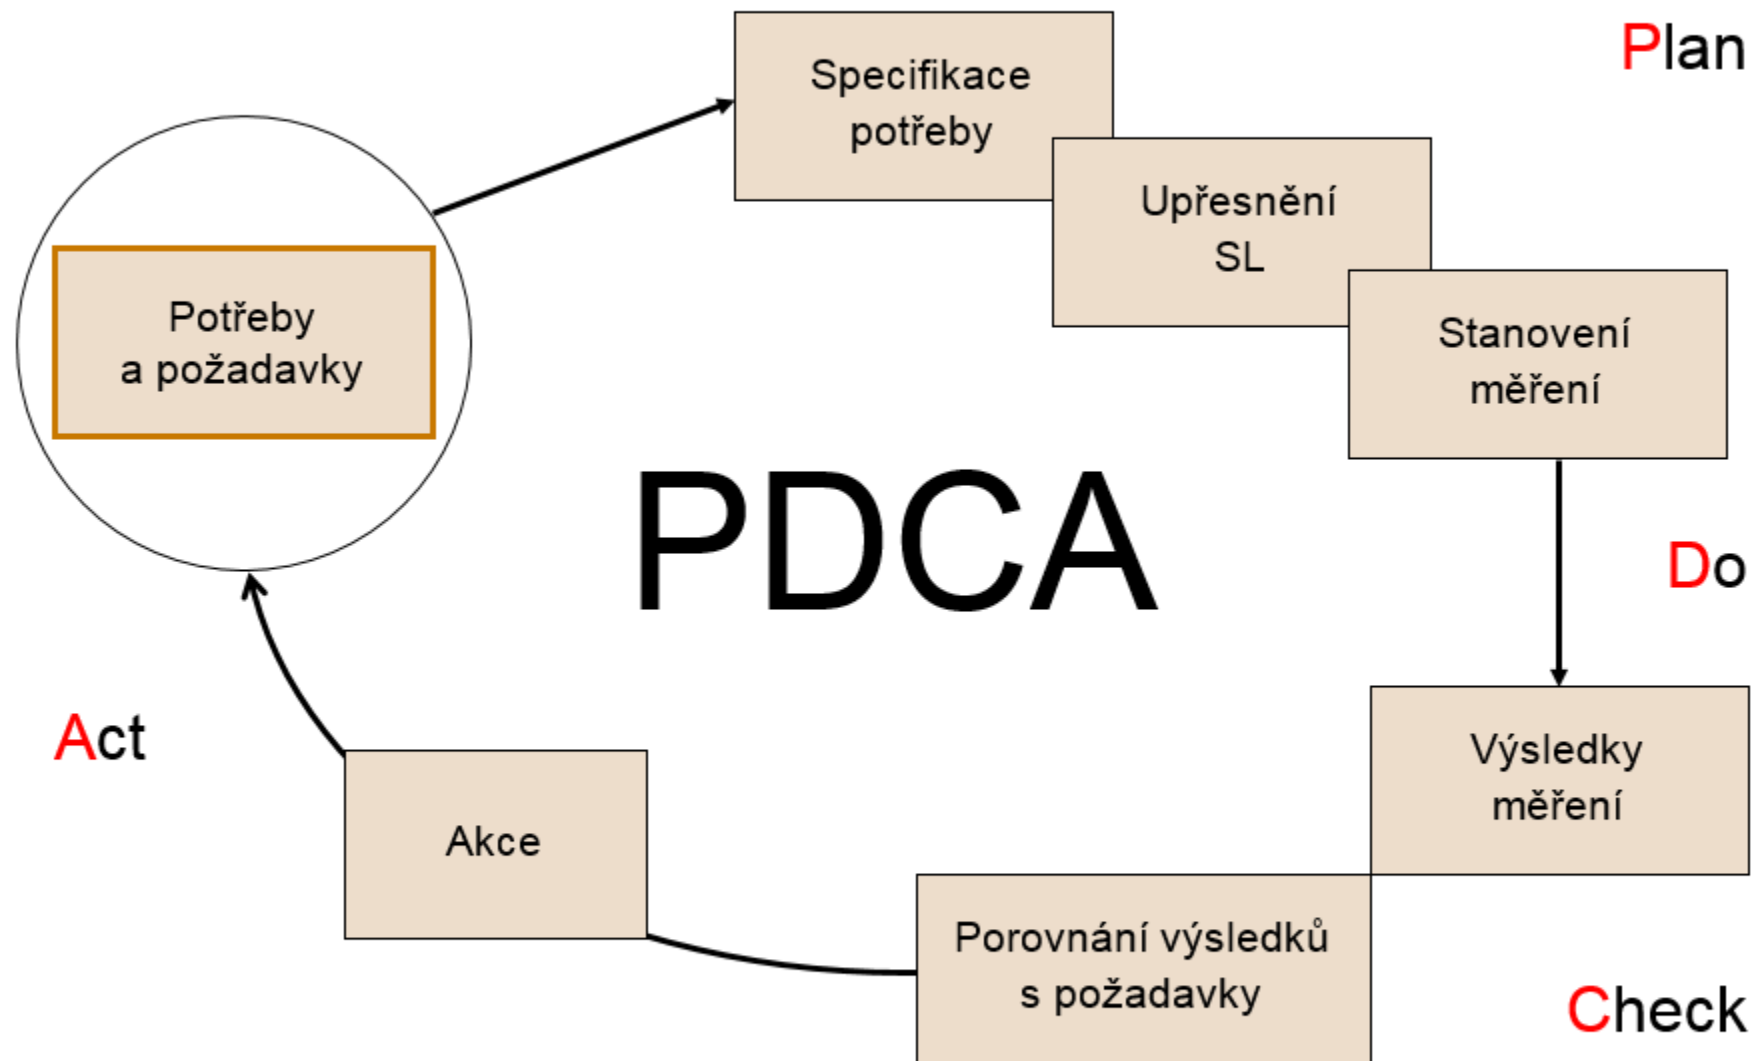 Plan
Specifikace
potřeby
Upřesnění
SL
Stanovení
měření
Potřeby
a požadavky
PDCA
Do
Act
Výsledky
měření
Akce
Porovnání výsledků
s požadavky
Check